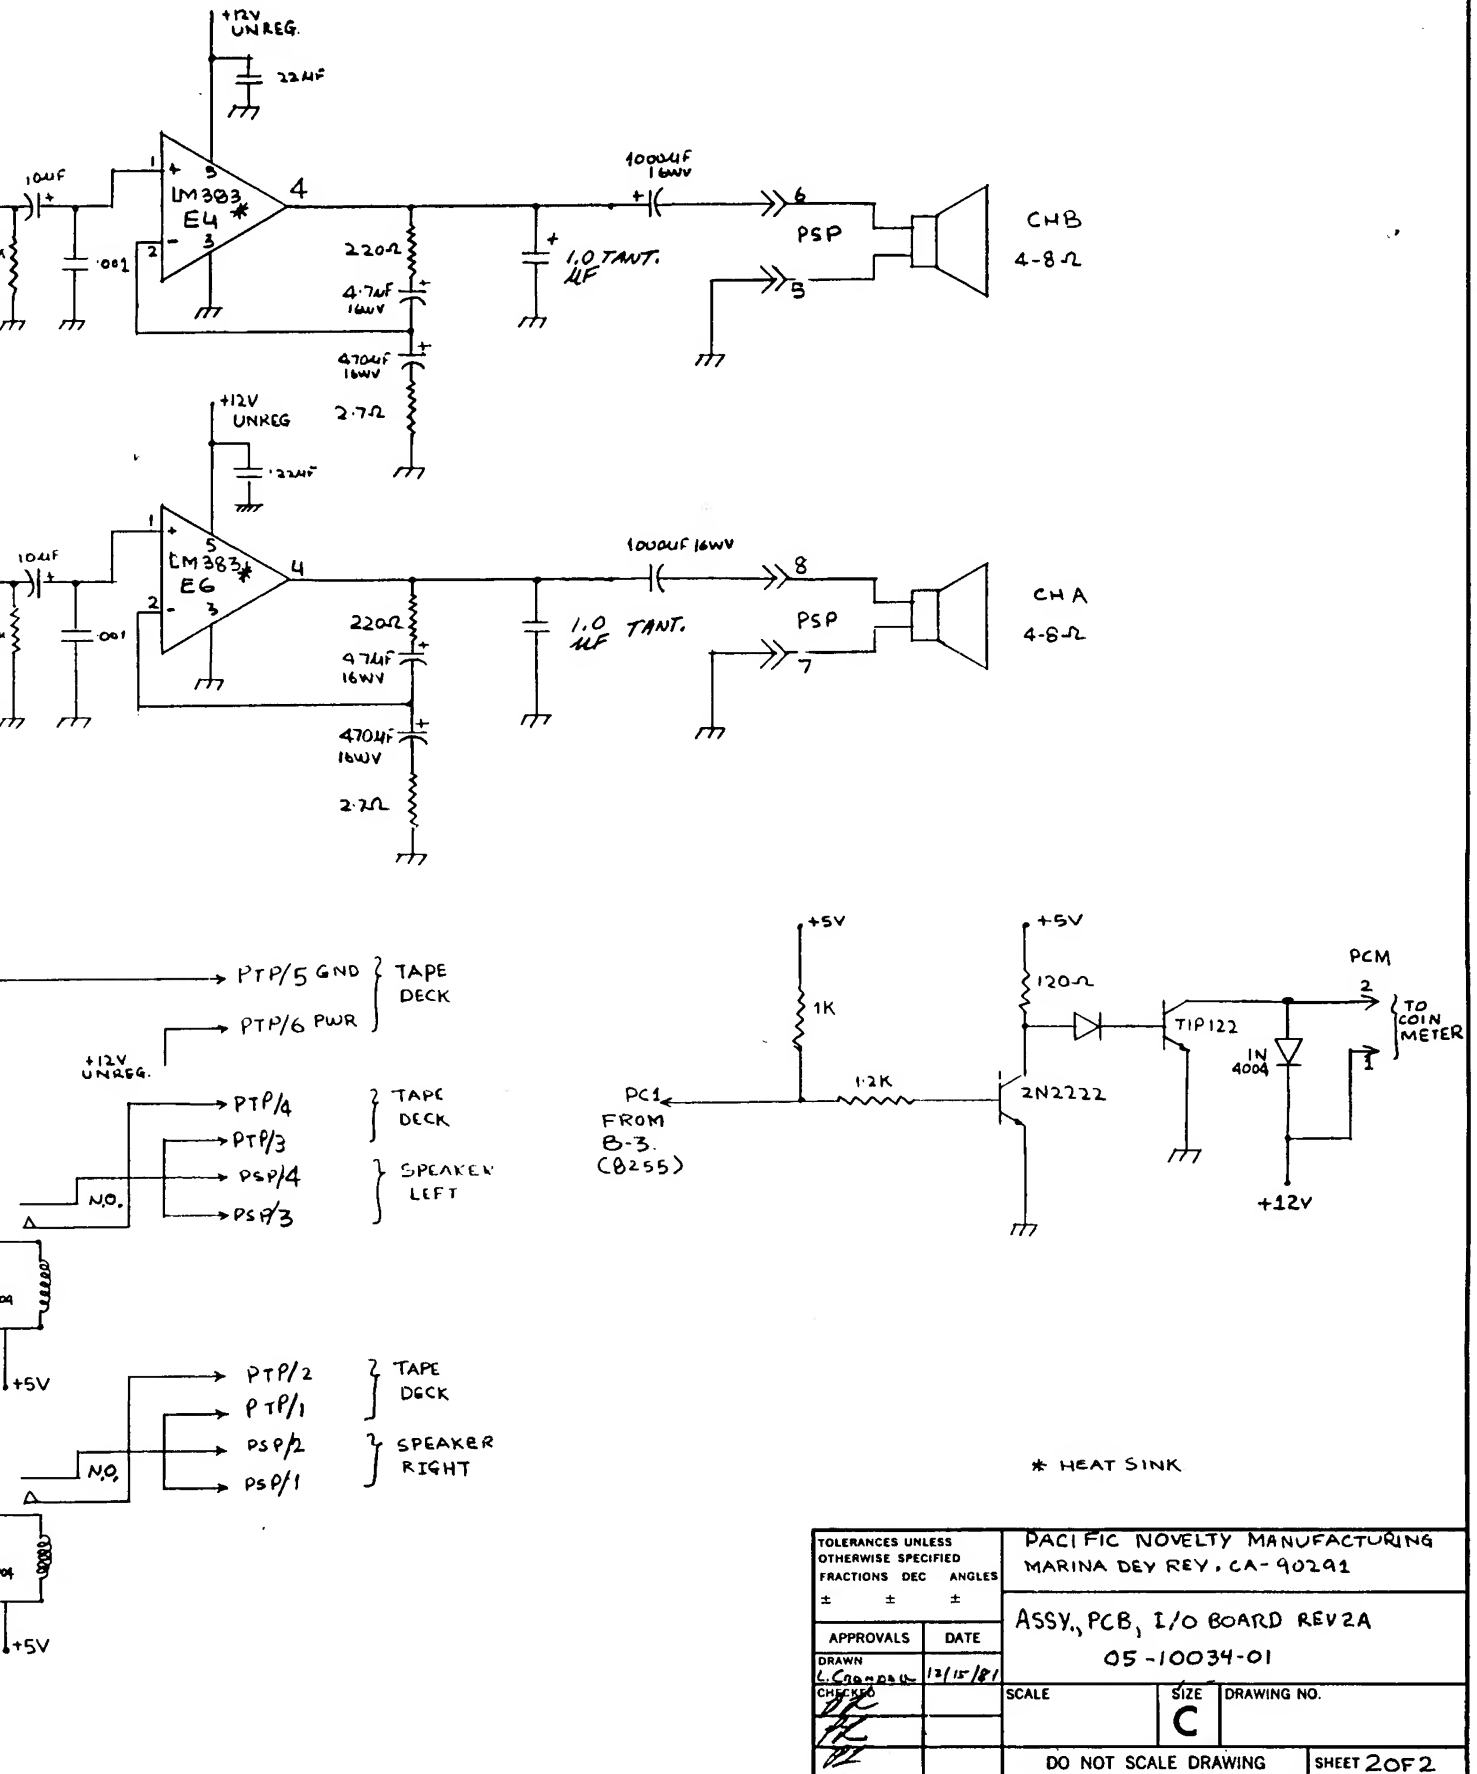 +12V
UNREG.
22µF
10µF
1
+
5
LM383
E4 *
4
2
-
3
.001
220Ω
+
4.7µF
16WV
+
470µF
16WV
2.7Ω
+
1.0 TANT.
µF
1000µF
16WV
+
6
PSP
5
CHB
4-8Ω
+12V
UNREG
.22µF
10µF
+
1
+
5
LM383 *
E6
4
2
-
3
.001
220Ω
+
47µF
16WV
+
470µF
16WV
2.7Ω
1.0 TANT.
µF
1000µF 16WV
8
PSP
7
CHA
4-8Ω
PTP/5 GND
TAPE
DECK
PTP/6 PWR
+12V
UNREG.
PTP/4
TAPE
DECK
PTP/3
PSP/4
SPEAKER
LEFT
N.O.
PSP/3
+5V
PTP/2
TAPE
DECK
PTP/1
PSP/2
SPEAKER
RIGHT
N.O.
PSP/1
+5V
+5V
1K
PC1
FROM
B-3.
(8255)
1.2K
+5V
120Ω
2N2222
TIP122
1N
4004
PCM
2
1
TO
COIN
METER
+12V
* HEAT SINK
TOLERANCES UNLESS
OTHERWISE SPECIFIED
FRACTIONS DEC ANGLES
± ± ±
APPROVALS DATE
DRAWN
L. Crandall 12/15/81
CHECKED
PACIFIC NOVELTY MANUFACTURING
MARINA DEY REY. CA-90291
ASSY., PCB, I/O BOARD REV2A
05-10034-01
SCALE
SIZE
C
DRAWING NO.
DO NOT SCALE DRAWING
SHEET 2 OF 2